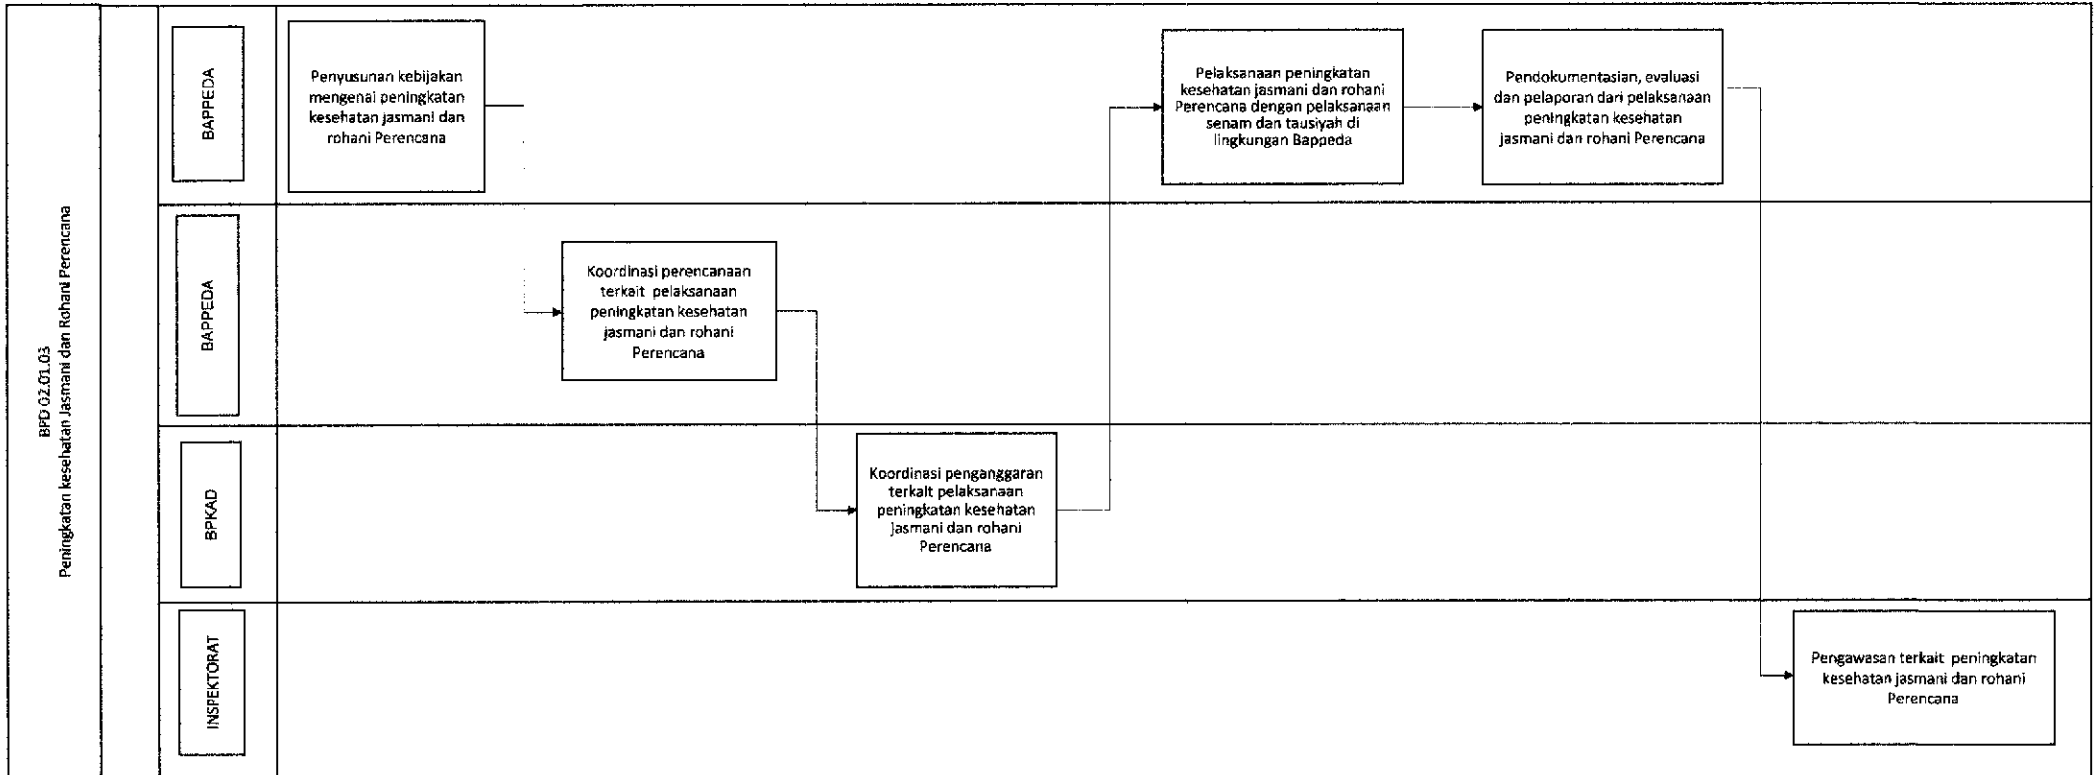 BPD 02.01.03
Peningkatan kesehatan Jasmani dan Rohani Perencana
BAPPEDA
Penyusunan kebijakan
mengenai peningkatan
kesehatan jasmani dan
rohani Perencana
Pelaksanaan peningkatan
kesehatan jasmani dan rohani
Perencana dengan pelaksanaan
senam dan tausiyah di
lingkungan Bappeda
Pendokumentasian, evaluasi
dan pelaporan dari pelaksanaan
peningkatan kesehatan
jasmani dan rohani Perencana
BAPPEDA
Koordinasi perencanaan
terkait pelaksanaan
peningkatan kesehatan
jasmani dan rohani
Perencana
BPKAD
Koordinasi penganggaran
terkait pelaksanaan
peningkatan kesehatan
jasmani dan rohani
Perencana
INSPEKTORAT
Pengawasan terkait peningkatan
kesehatan jasmani dan rohani
Perencana